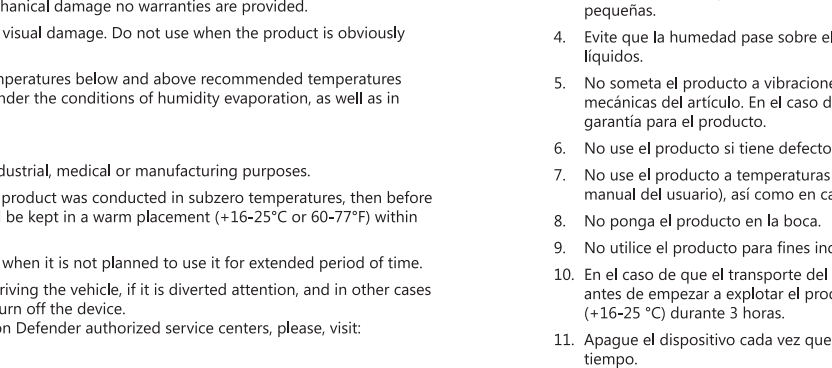 chanical damage no warranties are provided.
visual damage. Do not use when the product is obviously
mperatures below and above recommended temperatures
nder the conditions of humidity evaporation, as well as in
dustrial, medical or manufacturing purposes.
product was conducted in subzero temperatures, then before
be kept in a warm placement (+16-25°C or 60-77°F) within
when it is not planned to use it for extended period of time.
riving the vehicle, if it is diverted attention, and in other cases
urn off the device.
on Defender authorized service centers, please, visit:
pequeñas.
4. Evite que la humedad pase sobre el
líquidos.
5. No someta el producto a vibracione
mecánicas del artículo. En el caso d
garantía para el producto.
6. No use el producto si tiene defecto
7. No use el producto a temperaturas
manual del usuario), así como en ca
8. No ponga el producto en la boca.
9. No utilice el producto para fines ind
10. En el caso de que el transporte del
antes de empezar a explotar el prod
(+16-25 °C) durante 3 horas.
11. Apague el dispositivo cada vez que
tiempo.